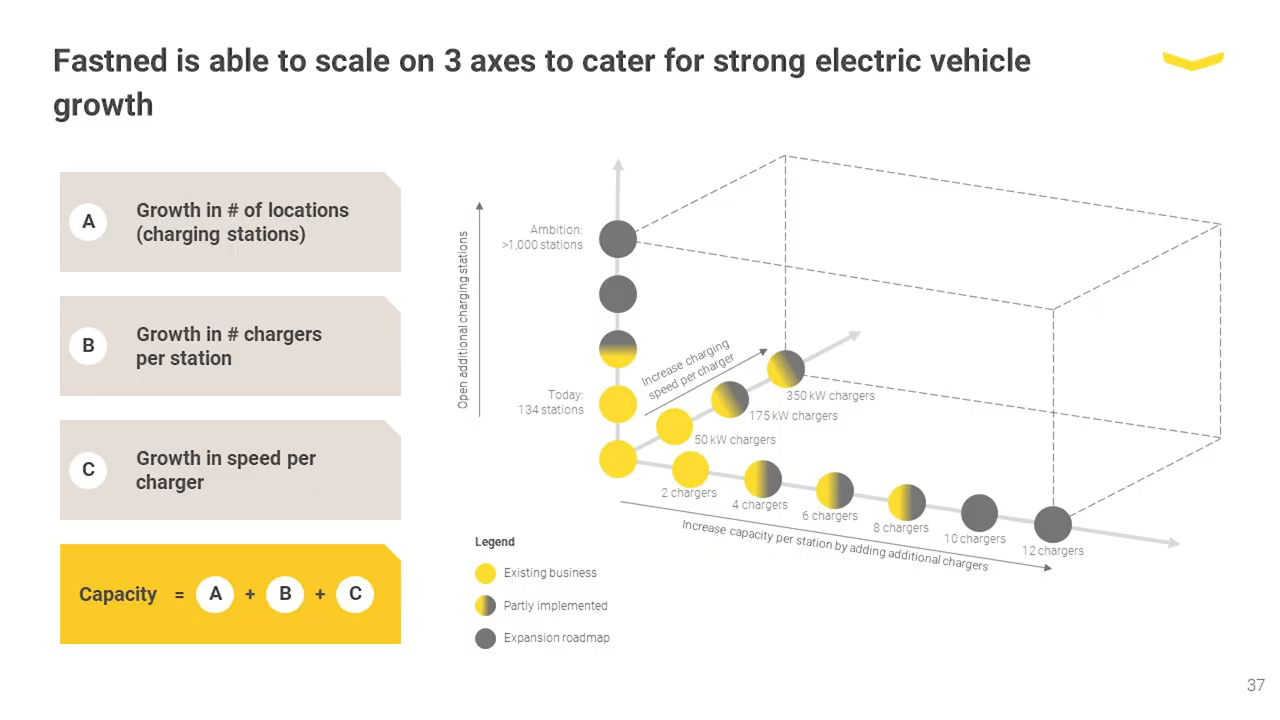 Fastned is able to scale on 3 axes to cater for strong electric vehicle
growth
A
Growth in # of locations
(charging stations)
B
Growth in # chargers
per station
C
Growth in speed per
charger
Capacity = A + B + C
Open additional charging stations
Ambition:
>1,000 stations
Today:
134 stations
Increase charging
speed per charger
350 kW chargers
175 kW chargers
50 kW chargers
2 chargers
4 chargers
6 chargers
8 chargers
10 chargers
12 chargers
Increase capacity per station by adding additional chargers
Legend
Existing business
Partly implemented
Expansion roadmap
37